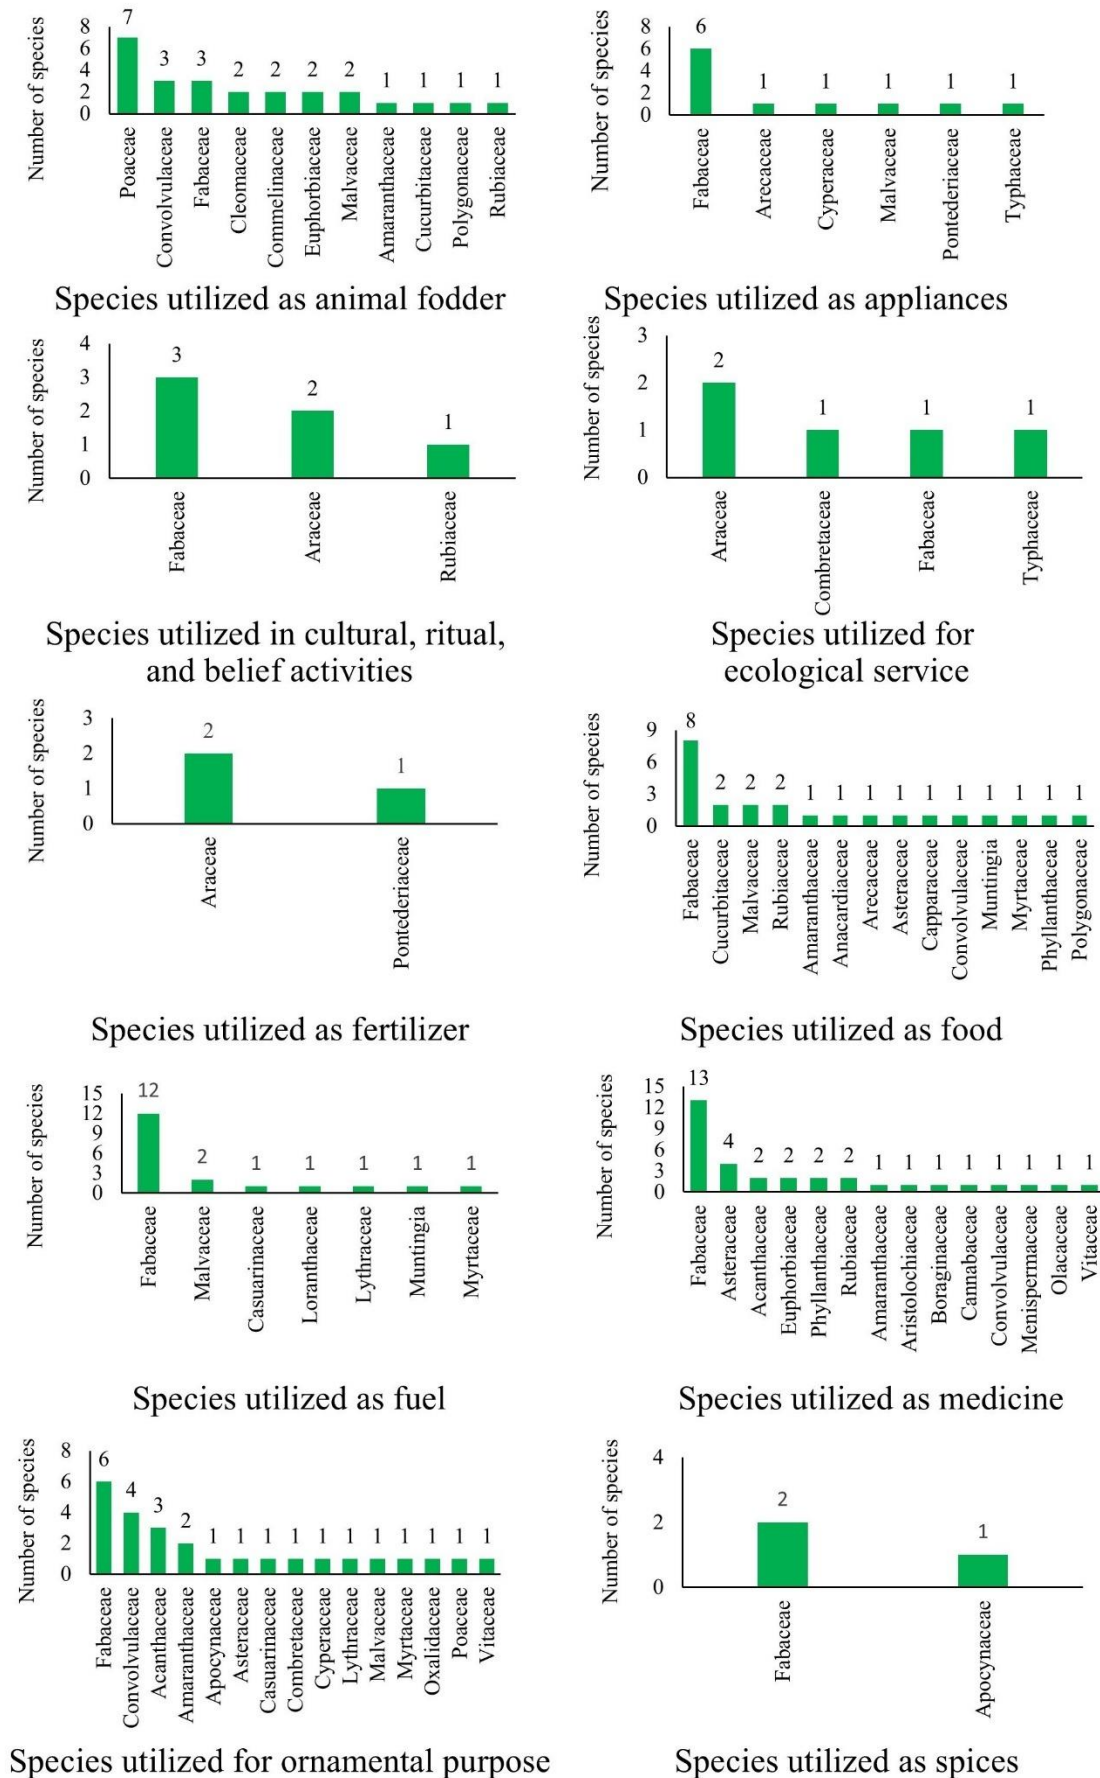 Number of species
8
6
4
2
0
7
3
3
2
2
2
2
1
1
1
1
Poaceae
Convolvulaceae
Fabaceae
Cleomaceae
Commelinaceae
Euphorbiaceae
Malvaceae
Amaranthaceae
Cucurbitaceae
Polygonaceae
Rubiaceae
Species utilized as animal fodder
Number of species
8
6
4
2
0
6
1
1
1
1
1
Fabaceae
Arecaceae
Cyperaceae
Malvaceae
Pontederiaceae
Typhaceae
Species utilized as appliances
Number of species
4
3
2
1
0
3
2
1
Fabaceae
Araceae
Rubiaceae
Species utilized in cultural, ritual,
and belief activities
Number of species
3
2
1
0
2
1
1
1
Araceae
Combretaceae
Fabaceae
Typhaceae
Species utilized for
ecological service
Number of species
3
2
1
0
2
1
Araceae
Pontederiaceae
Species utilized as fertilizer
Number of species
9
6
3
0
8
2
2
2
1
1
1
1
1
1
1
1
1
1
Fabaceae
Cucurbitaceae
Malvaceae
Rubiaceae
Amaranthaceae
Anacardiaceae
Arecaceae
Asteraceae
Capparaceae
Convolvulaceae
Muntingia
Myrtaceae
Phyllanthaceae
Polygonaceae
Species utilized as food
Number of species
15
12
9
6
3
0
12
2
1
1
1
1
1
Fabaceae
Malvaceae
Casuarinaceae
Loranthaceae
Lythraceae
Muntingia
Myrtaceae
Species utilized as fuel
Number of species
15
12
9
6
3
0
13
4
2
2
2
2
1
1
1
1
1
1
1
1
Fabaceae
Asteraceae
Acanthaceae
Euphorbiaceae
Phyllanthaceae
Rubiaceae
Amaranthaceae
Aristolochiaceae
Boraginaceae
Cannabaceae
Convolvulaceae
Menispermaceae
Olacaceae
Vitaceae
Species utilized as medicine
Number of species
8
6
4
2
0
6
4
3
2
1
1
1
1
1
1
1
1
1
1
1
Fabaceae
Convolvulaceae
Acanthaceae
Amaranthaceae
Apocynaceae
Asteraceae
Casuarinaceae
Combretaceae
Cyperaceae
Lythraceae
Malvaceae
Myrtaceae
Oxalidaceae
Poaceae
Vitaceae
Species utilized for ornamental purpose
Number of species
4
2
0
2
1
Fabaceae
Apocynaceae
Species utilized as spices